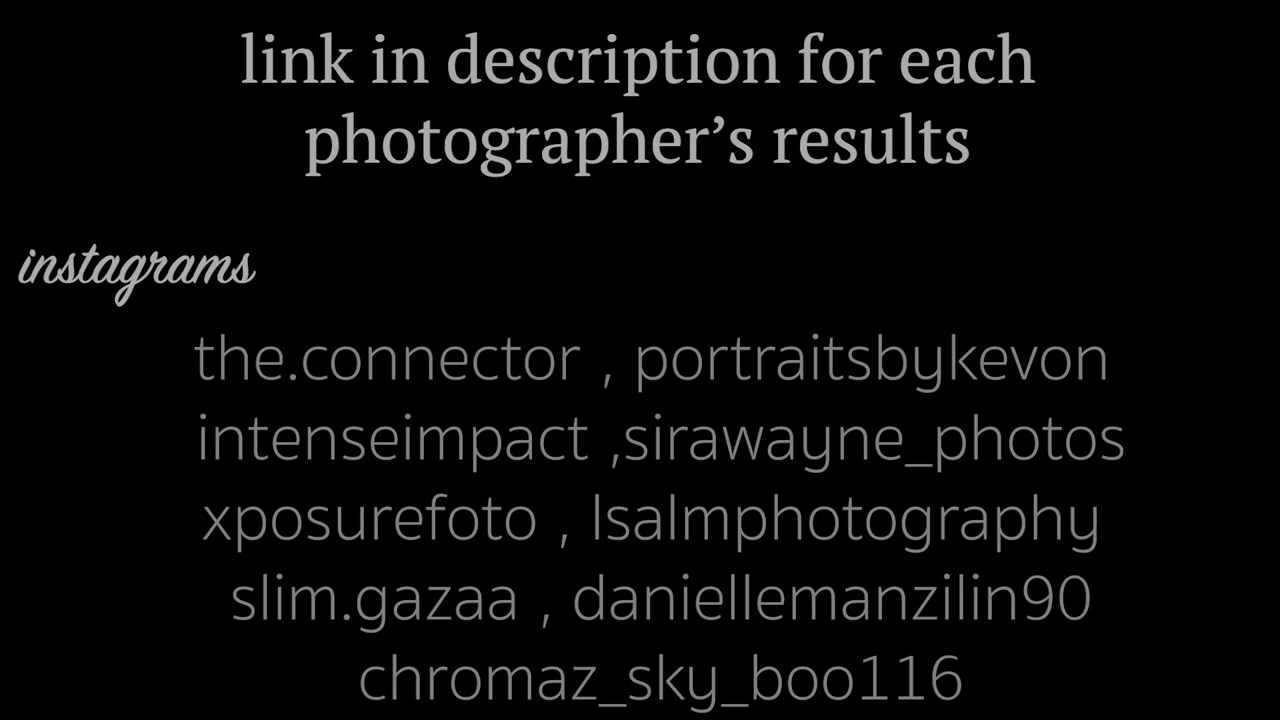 link in description for each
photographer’s results
instagrams
the.connector , portraitsbykevon
intenseimpact ,sirawayne_photos
xposurefoto , lsalmphotography
slim.gazaa , daniellemanzilin90
chromaz_sky_boo116